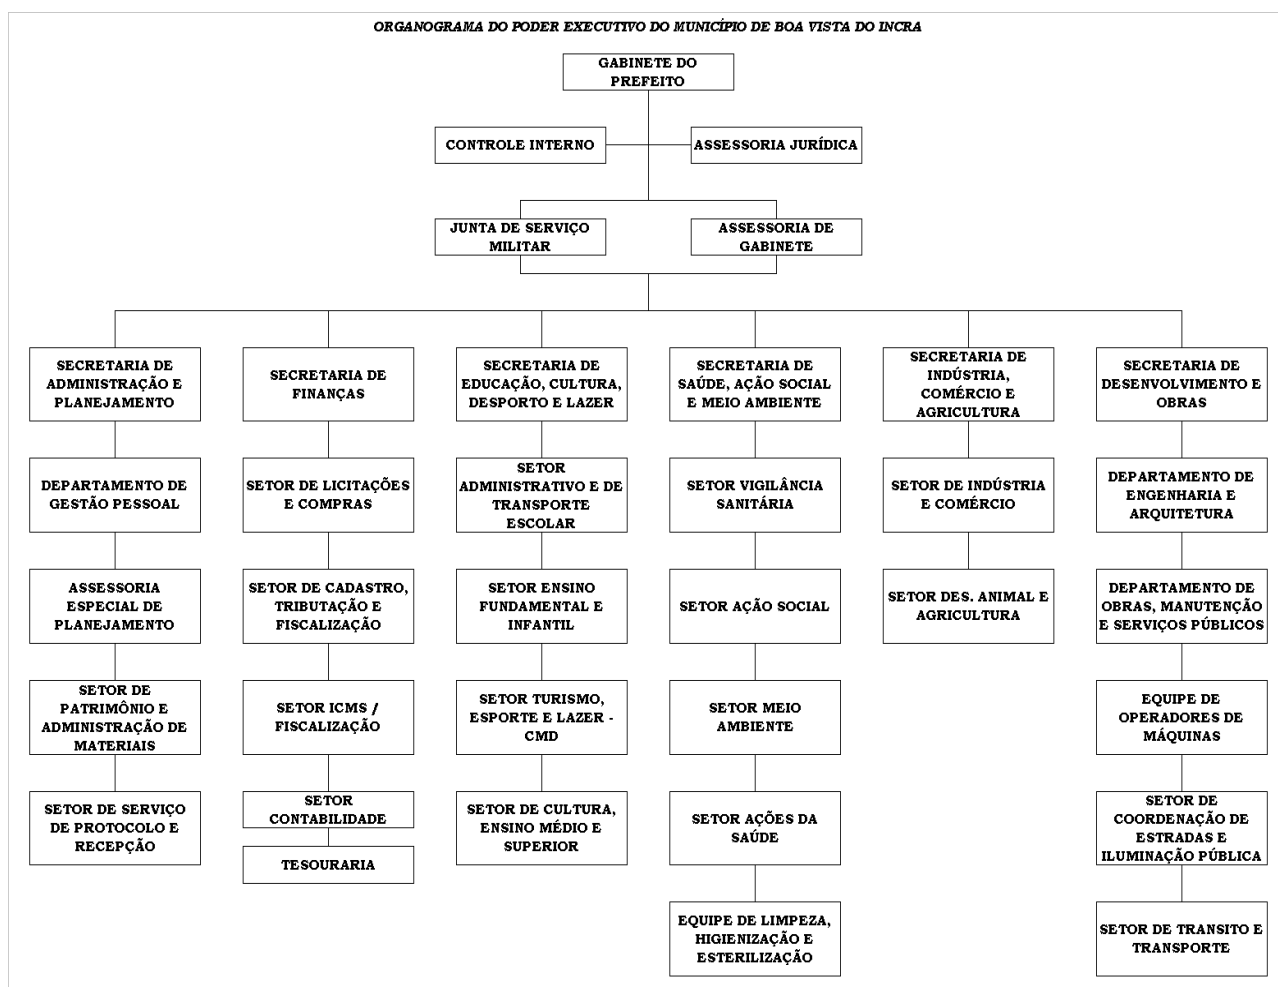 ORGANOGRAMA DO PODER EXECUTIVO DO MUNICÍPIO DE BOA VISTA DO INCRA
GABINETE DO
PREFEITO
CONTROLE INTERNO
ASSESSORIA JURÍDICA
JUNTA DE SERVIÇO
MILITAR
ASSESSORIA DE
GABINETE
SECRETARIA DE
ADMINISTRAÇÃO E
PLANEJAMENTO
DEPARTAMENTO DE
GESTÃO PESSOAL
ASSESSORIA
ESPECIAL DE
PLANEJAMENTO
SETOR DE
PATRIMÔNIO E
ADMINISTRAÇÃO DE
MATERIAIS
SETOR DE SERVIÇO
DE PROTOCOLO E
RECEPÇÃO
SECRETARIA DE
FINANÇAS
SETOR DE LICITAÇÕES
E COMPRAS
SETOR DE CADASTRO,
TRIBUTAÇÃO E
FISCALIZAÇÃO
SETOR ICMS /
FISCALIZAÇÃO
SETOR
CONTABILIDADE
TESOURARIA
SECRETARIA DE
EDUCAÇÃO, CULTURA,
DESPORTO E LAZER
SETOR
ADMINISTRATIVO E DE
TRANSPORTE
ESCOLAR
SETOR ENSINO
FUNDAMENTAL E
INFANTIL
SETOR TURISMO,
ESPORTE E LAZER -
CMD
SETOR DE CULTURA,
ENSINO MÉDIO E
SUPERIOR
SECRETARIA DE
SAÚDE, AÇÃO SOCIAL
E MEIO AMBIENTE
SETOR VIGILÂNCIA
SANITÁRIA
SETOR AÇÃO SOCIAL
SETOR MEIO
AMBIENTE
SETOR AÇÕES DA
SAÚDE
EQUIPE DE LIMPEZA,
HIGIENIZAÇÃO E
ESTERILIZAÇÃO
SECRETARIA DE
INDÚSTRIA,
COMÉRCIO E
AGRICULTURA
SETOR DE INDÚSTRIA
E COMÉRCIO
SETOR DES. ANIMAL E
AGRICULTURA
SECRETARIA DE
DESENVOLVIMENTO E
OBRAS
DEPARTAMENTO DE
ENGENHARIA E
ARQUITETURA
DEPARTAMENTO DE
OBRAS, MANUTENÇÃO
E SERVIÇOS PÚBLICOS
EQUIPE DE
OPERADORES DE
MÁQUINAS
SETOR DE
COORDENAÇÃO DE
ESTRADAS E
ILUMINAÇÃO PÚBLICA
SETOR DE TRANSITO E
TRANSPORTE